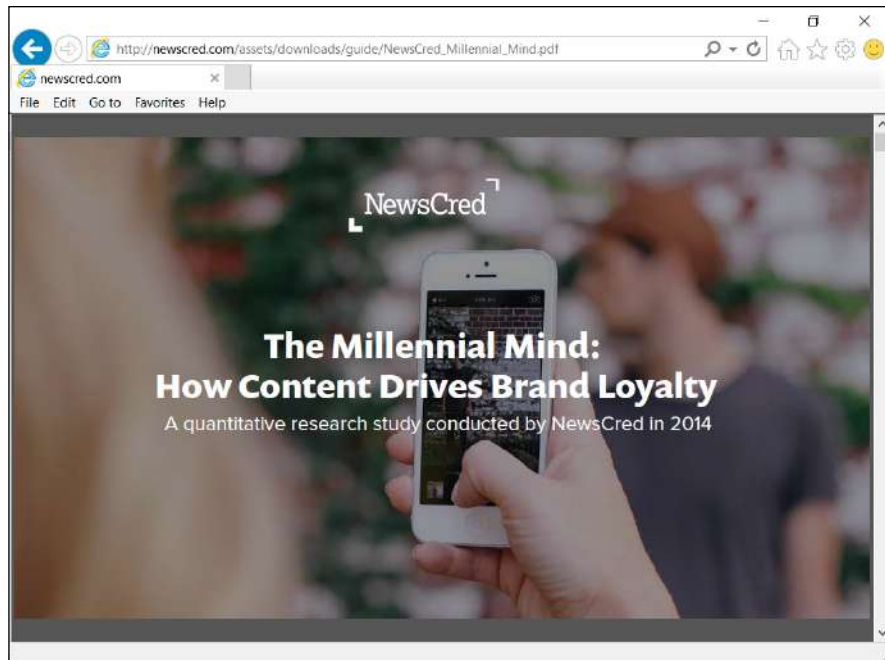 http://newscred.com/assets/downloads/guide/NewsCred_Millennial_Mind.pdf
newscred.com
File Edit Go to Favorites Help
NewsCred
The Millennial Mind:
How Content Drives Brand Loyalty
A quantitative research study conducted by NewsCred in 2014